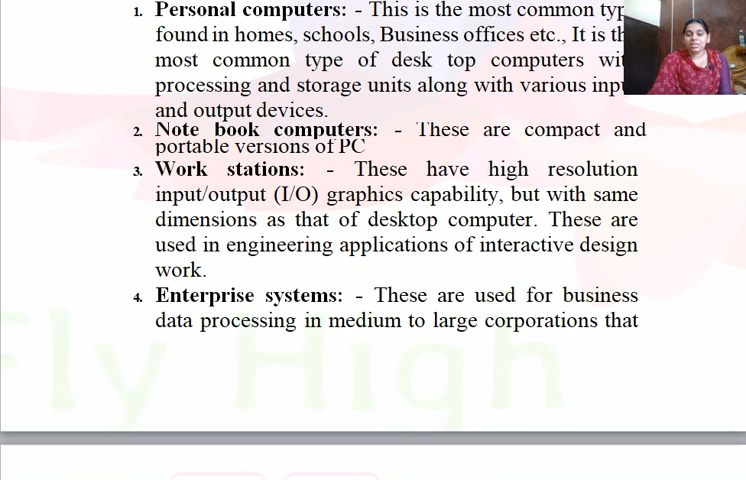 1. Personal computers: - This is the most common
found in homes, schools, Business offices etc., It is
most common type of desk top computers
processing and storage units along with various
and output devices.
2. Note book computers: - These are compact and
portable versions of PC
3. Work stations: - These have high resolution
input/output (I/O) graphics capability, but with same
dimensions as that of desktop computer. These are
used in engineering applications of interactive design
work.
4. Enterprise systems: - These are used for business
data processing in medium to large corporations that
Fly High